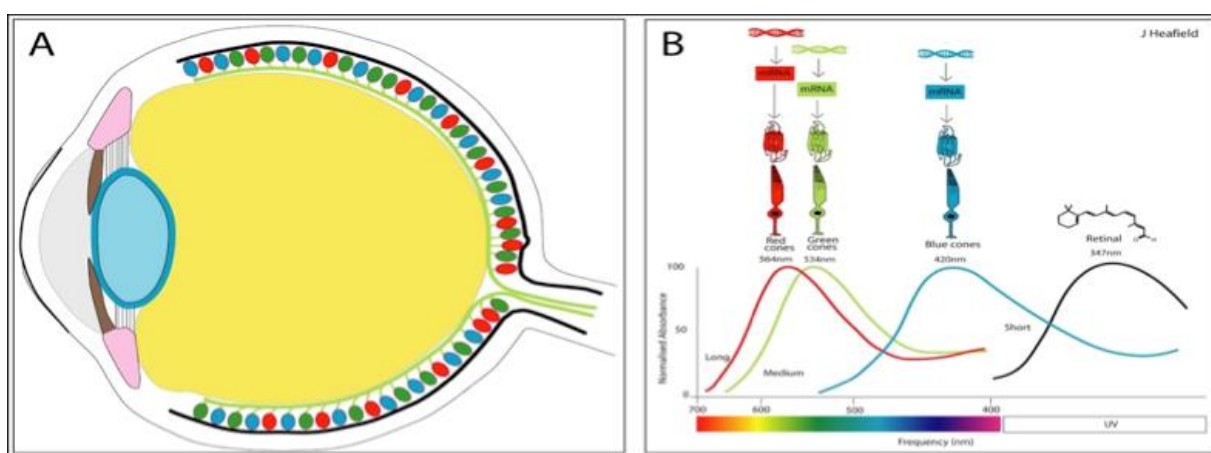 A
B
J Heafield
mRNA
mRNA
mRNA
Red cones
564nm
Green cones
534nm
Blue cones
420nm
Retinal
347nm
Normalised Absorbance
100
50
0
Long
Medium
Short
700
600
500
400
UV
Frequency (nm)